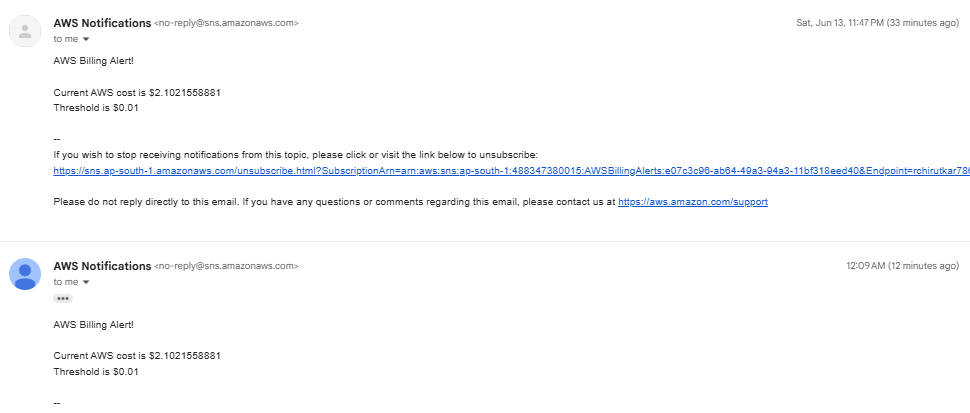 AWS Notifications <no-reply@sns.amazonaws.com>
Sat, Jun 13, 11:47 PM (33 minutes ago)
to me
AWS Billing Alert!
Current AWS cost is $2.1021558881
Threshold is $0.01
--
If you wish to stop receiving notifications from this topic, please click or visit the link below to unsubscribe:
https://sns.ap-south-1.amazonaws.com/unsubscribe.html?SubscriptionArn=arn:aws:sns:ap-south-1:488347380015:AWSBillingAlerts:e07c3c96-ab64-49a3-94a3-11bf318eed40&Endpoint=rchirutkar786
Please do not reply directly to this email. If you have any questions or comments regarding this email, please contact us at https://aws.amazon.com/support
AWS Notifications <no-reply@sns.amazonaws.com>
12:09 AM (12 minutes ago)
to me
AWS Billing Alert!
Current AWS cost is $2.1021558881
Threshold is $0.01
--